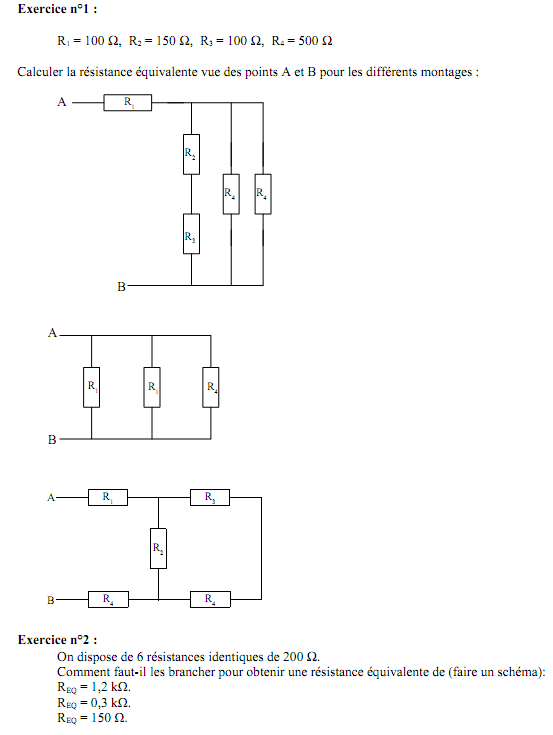 Exercice n°1 :
R₁ = 100 Ω, R₂ = 150 Ω, R₃ = 100 Ω, R₄ = 500 Ω
Calculer la résistance équivalente vue des points A et B pour les différents montages :
A R₁
R₂
R₄ R₄
R₃
B
A
R₁ R₁ R₄
B
A R₁ R₃
R₂
B R₄ R₄
Exercice n°2 :
On dispose de 6 résistances identiques de 200 Ω.
Comment faut-il les brancher pour obtenir une résistance équivalente de (faire un schéma):
R_EQ = 1,2 kΩ.
R_EQ = 0,3 kΩ.
R_EQ = 150 Ω.